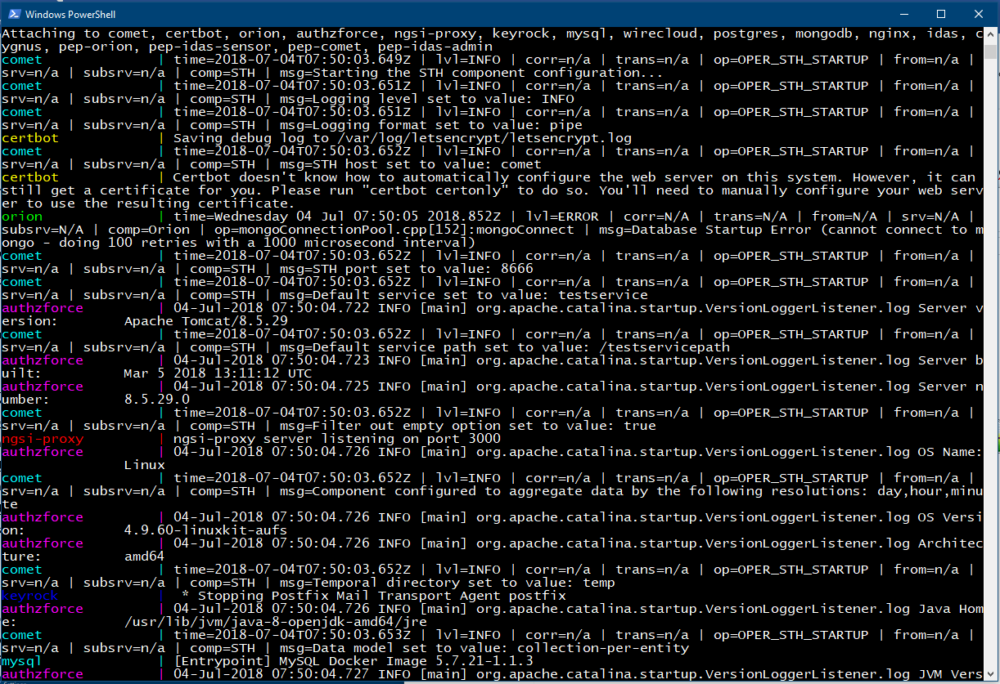 Windows PowerShell
Attaching to comet, certbot, orion, authzforce, ngsi-proxy, keyrock, mysql, wirecloud, postgres, mongodb, nginx, idas, c
ygnus, pep-orion, pep-idas-sensor, pep-comet, pep-idas-admin
comet | time=2018-07-04T07:50:03.649Z | lvl=INFO | corr=n/a | trans=n/a | op=OPER_STH_STARTUP | from=n/a |
srv=n/a | subsrv=n/a | comp=STH | msg=Starting the STH component configuration...
comet | time=2018-07-04T07:50:03.651Z | lvl=INFO | corr=n/a | trans=n/a | op=OPER_STH_STARTUP | from=n/a |
srv=n/a | subsrv=n/a | comp=STH | msg=Logging level set to value: INFO
comet | time=2018-07-04T07:50:03.651Z | lvl=INFO | corr=n/a | trans=n/a | op=OPER_STH_STARTUP | from=n/a |
srv=n/a | subsrv=n/a | comp=STH | msg=Logging format set to value: pipe
certbot | Saving debug log to /var/log/letsencrypt/letsencrypt.log
comet | time=2018-07-04T07:50:03.652Z | lvl=INFO | corr=n/a | trans=n/a | op=OPER_STH_STARTUP | from=n/a |
srv=n/a | subsrv=n/a | comp=STH | msg=STH host set to value: comet
certbot | Certbot doesn't know how to automatically configure the web server on this system. However, it can
still get a certificate for you. Please run "certbot certonly" to do so. You'll need to manually configure your web serv
er to use the resulting certificate.
orion | time=Wednesday 04 Jul 07:50:05 2018.852Z | lvl=ERROR | corr=N/A | trans=N/A | from=N/A | srv=N/A |
subsrv=N/A | comp=Orion | op=mongoConnectionPool.cpp[152]:mongoConnect | msg=Database Startup Error (cannot connect to m
ongo - doing 100 retries with a 1000 microsecond interval)
comet | time=2018-07-04T07:50:03.652Z | lvl=INFO | corr=n/a | trans=n/a | op=OPER_STH_STARTUP | from=n/a |
srv=n/a | subsrv=n/a | comp=STH | msg=STH port set to value: 8666
comet | time=2018-07-04T07:50:03.652Z | lvl=INFO | corr=n/a | trans=n/a | op=OPER_STH_STARTUP | from=n/a |
srv=n/a | subsrv=n/a | comp=STH | msg=Default service set to value: testservice
authzforce | 04-Jul-2018 07:50:04.722 INFO [main] org.apache.catalina.startup.VersionLoggerListener.log Server v
ersion: Apache Tomcat/8.5.29
comet | time=2018-07-04T07:50:03.652Z | lvl=INFO | corr=n/a | trans=n/a | op=OPER_STH_STARTUP | from=n/a |
srv=n/a | subsrv=n/a | comp=STH | msg=Default service path set to value: /testservicepath
authzforce | 04-Jul-2018 07:50:04.723 INFO [main] org.apache.catalina.startup.VersionLoggerListener.log Server b
uilt: Mar 5 2018 13:11:12 UTC
authzforce | 04-Jul-2018 07:50:04.725 INFO [main] org.apache.catalina.startup.VersionLoggerListener.log Server n
umber: 8.5.29.0
comet | time=2018-07-04T07:50:03.652Z | lvl=INFO | corr=n/a | trans=n/a | op=OPER_STH_STARTUP | from=n/a |
srv=n/a | subsrv=n/a | comp=STH | msg=Filter out empty option set to value: true
ngsi-proxy | ngsi-proxy server listening on port 3000
authzforce | 04-Jul-2018 07:50:04.726 INFO [main] org.apache.catalina.startup.VersionLoggerListener.log OS Name:
Linux
comet | time=2018-07-04T07:50:03.652Z | lvl=INFO | corr=n/a | trans=n/a | op=OPER_STH_STARTUP | from=n/a |
srv=n/a | subsrv=n/a | comp=STH | msg=Component configured to aggregate data by the following resolutions: day,hour,minu
te
authzforce | 04-Jul-2018 07:50:04.726 INFO [main] org.apache.catalina.startup.VersionLoggerListener.log OS Versi
on: 4.9.60-linuxkit-aufs
authzforce | 04-Jul-2018 07:50:04.726 INFO [main] org.apache.catalina.startup.VersionLoggerListener.log Architec
ture: amd64
comet | time=2018-07-04T07:50:03.652Z | lvl=INFO | corr=n/a | trans=n/a | op=OPER_STH_STARTUP | from=n/a |
srv=n/a | subsrv=n/a | comp=STH | msg=Temporal directory set to value: temp
keyrock | * Stopping Postfix Mail Transport Agent postfix
authzforce | 04-Jul-2018 07:50:04.726 INFO [main] org.apache.catalina.startup.VersionLoggerListener.log Java Hom
e: /usr/lib/jvm/java-8-openjdk-amd64/jre
comet | time=2018-07-04T07:50:03.653Z | lvl=INFO | corr=n/a | trans=n/a | op=OPER_STH_STARTUP | from=n/a |
srv=n/a | subsrv=n/a | comp=STH | msg=Data model set to value: collection-per-entity
mysql | [Entrypoint] MySQL Docker Image 5.7.21-1.1.3
authzforce | 04-Jul-2018 07:50:04.727 INFO [main] org.apache.catalina.startup.VersionLoggerListener.log JVM Vers